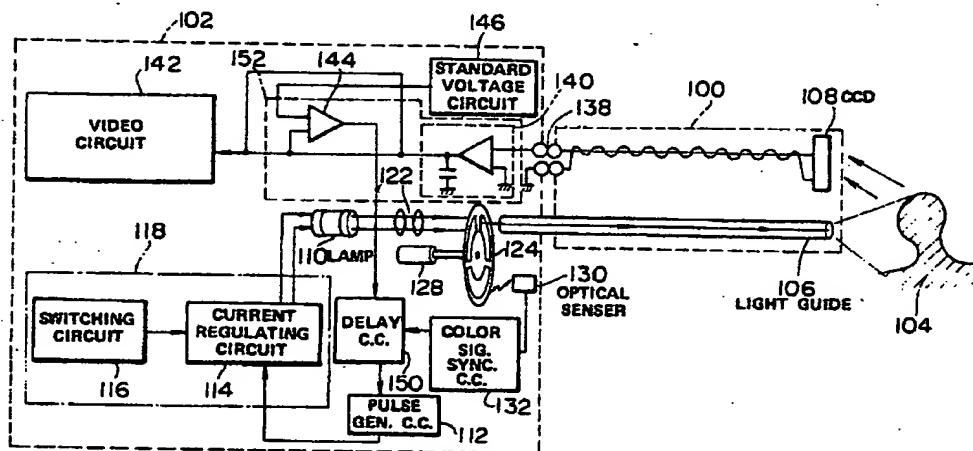 102
146
152
144
142
STANDARD
VOLTAGE
CIRCUIT
140
138
100
108 CCD
VIDEO
CIRCUIT
122
118
110 LAMP
128
124
130
OPTICAL
SENSER
106
LIGHT GUIDE
104
SWITCHING
CIRCUIT
CURRENT
REGULATING
CIRCUIT
DELAY
C.C.
COLOR
SIG.
SYNC.
C.C.
116
114
150
132
PULSE
GEN. C.C.
112